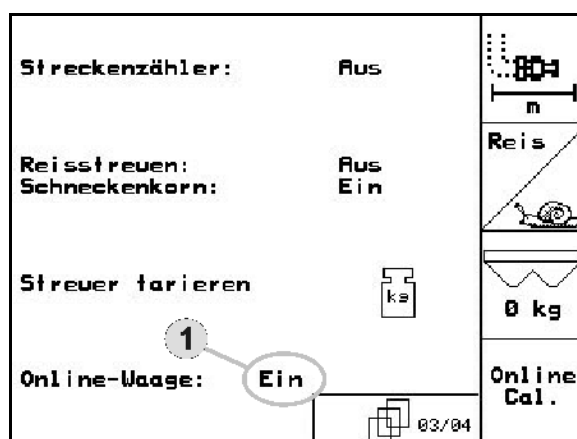 Streckenzähler: Aus
m
Reisstreuen: Aus
Schneckenkorn: Ein
Reis
Streuer tarieren kg
0 kg
1
Online-Waage: Ein
Online
Cal.
03/04